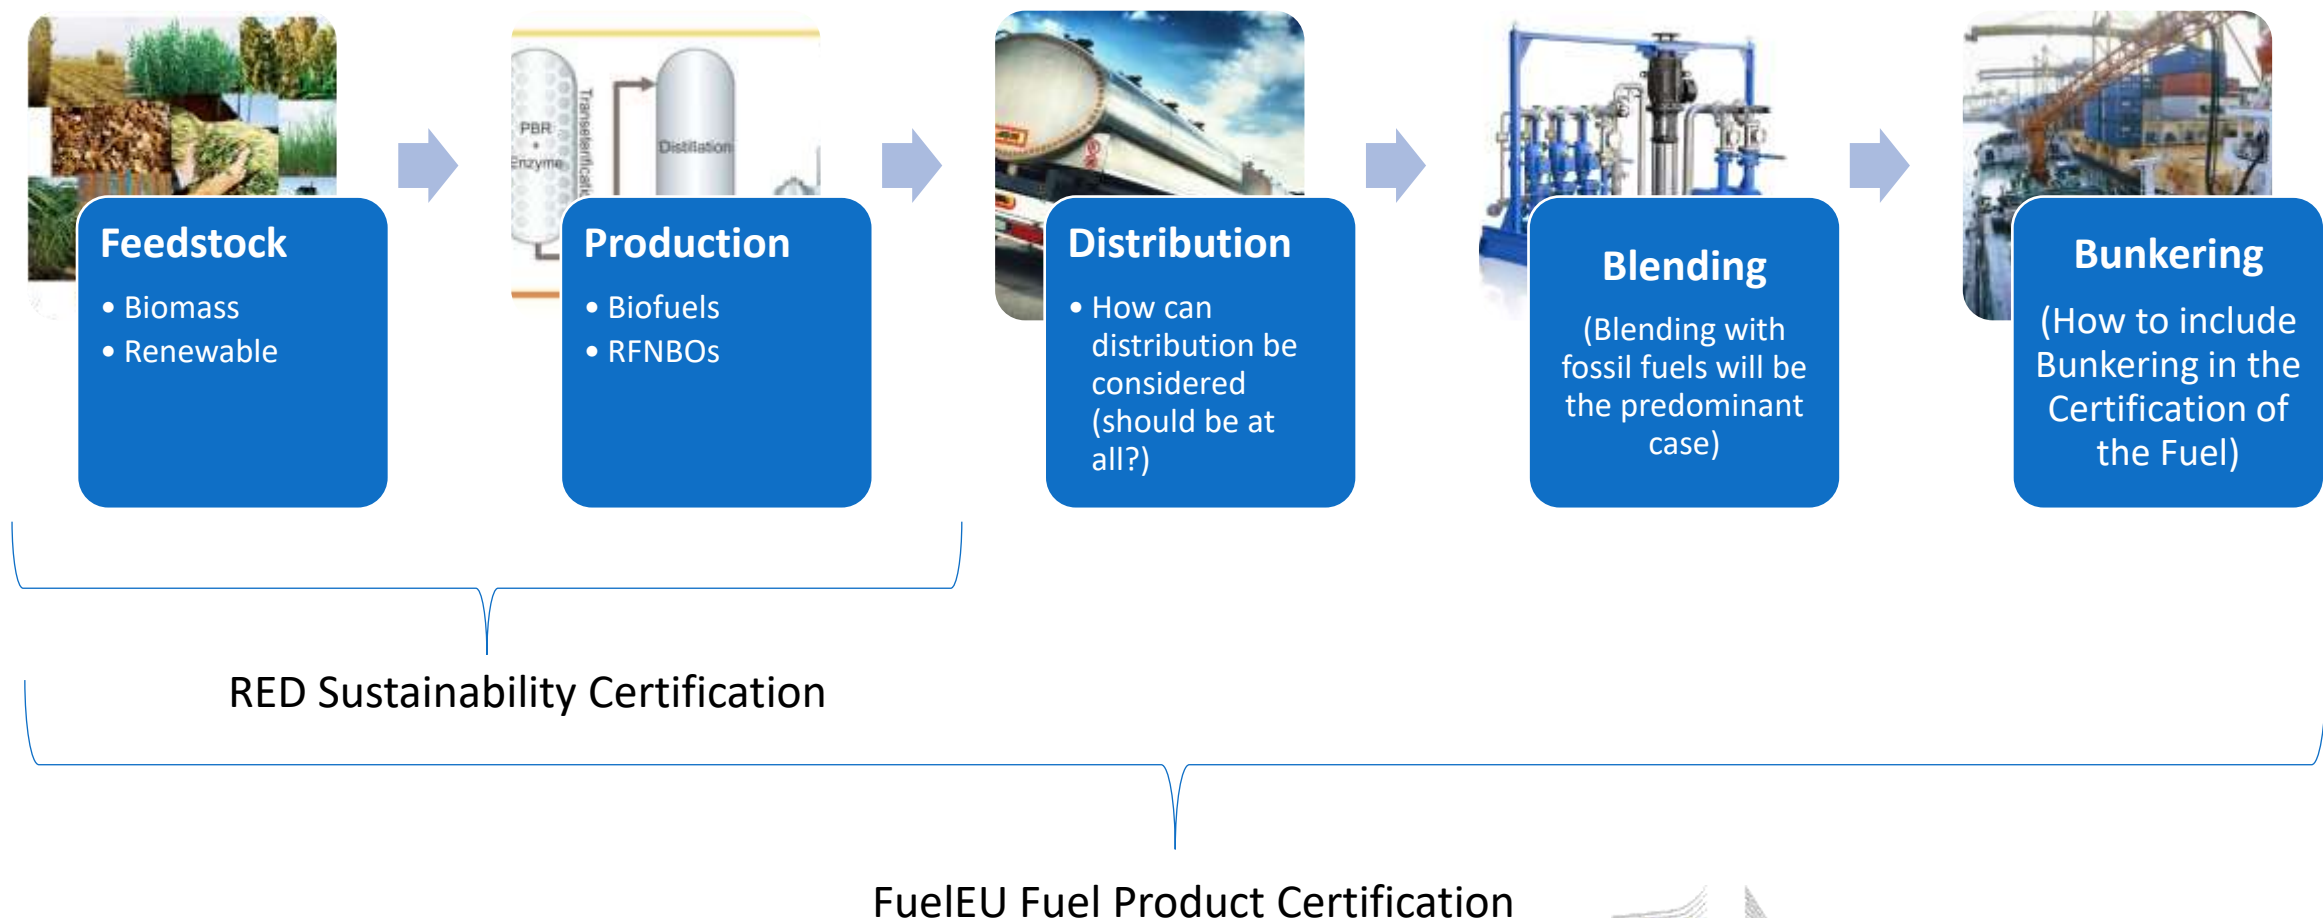 PBR
+
Enzyme
Distillation
Feedstock
• Biomass
• Renewable
Production
• Biofuels
• RFNBOs
Distribution
• How can
distribution be
considered
(should be at
all?)
Blending
(Blending with
fossil fuels will be
the predominant
case)
Bunkering
(How to include
Bunkering in the
Certification of
the Fuel)
RED Sustainability Certification
FuelEU Fuel Product Certification